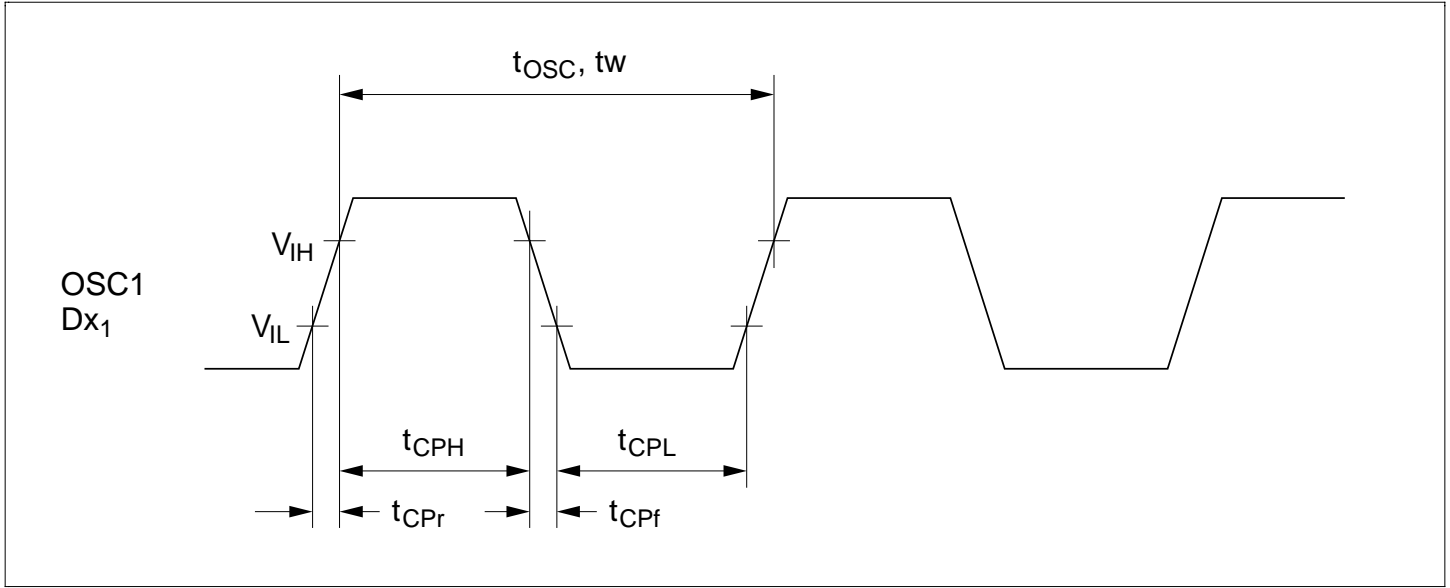 tOSC, tw
VIH
OSC1
Dx1
VIL
tCPH
tCPL
tCPr
tCPf